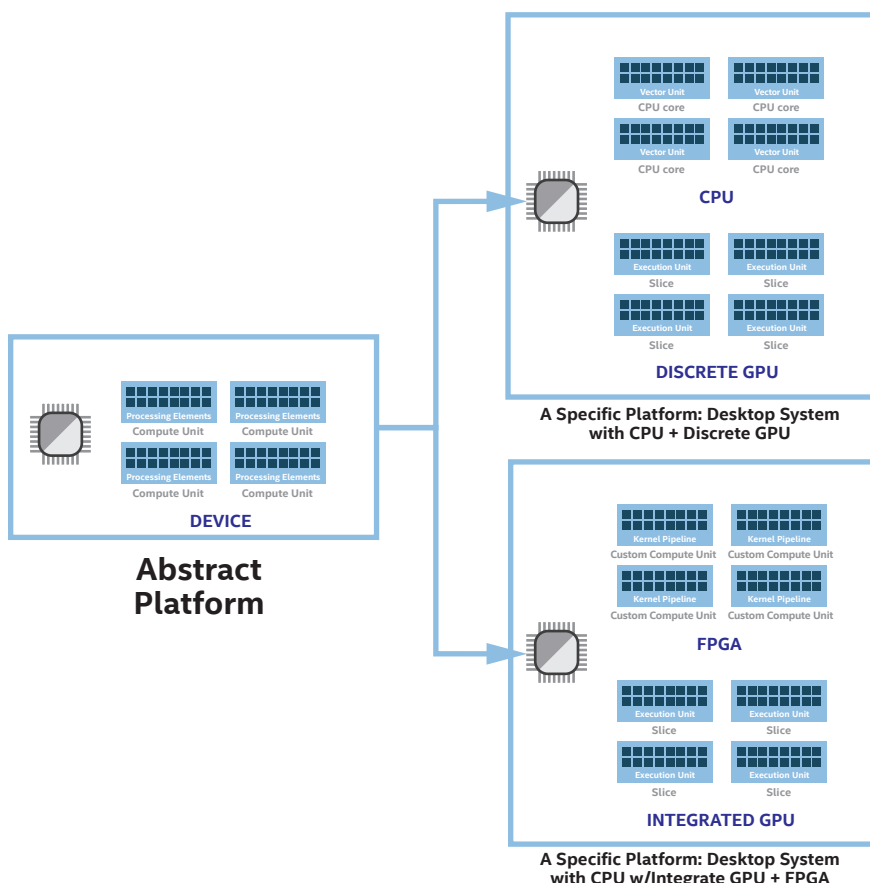 Vector Unit Vector Unit
CPU core CPU core
Vector Unit Vector Unit
CPU core CPU core
CPU
Execution Unit Execution Unit
Slice Slice
Execution Unit Execution Unit
Slice Slice
DISCRETE GPU
A Specific Platform: Desktop System
with CPU + Discrete GPU
Processing Elements Processing Elements
Compute Unit Compute Unit
Processing Elements Processing Elements
Compute Unit Compute Unit
DEVICE
Abstract
Platform
Kernel Pipeline Kernel Pipeline
Custom Compute Unit Custom Compute Unit
Kernel Pipeline Kernel Pipeline
Custom Compute Unit Custom Compute Unit
FPGA
Execution Unit Execution Unit
Slice Slice
Execution Unit Execution Unit
Slice Slice
INTEGRATED GPU
A Specific Platform: Desktop System
with CPU w/Integrate GPU + FPGA